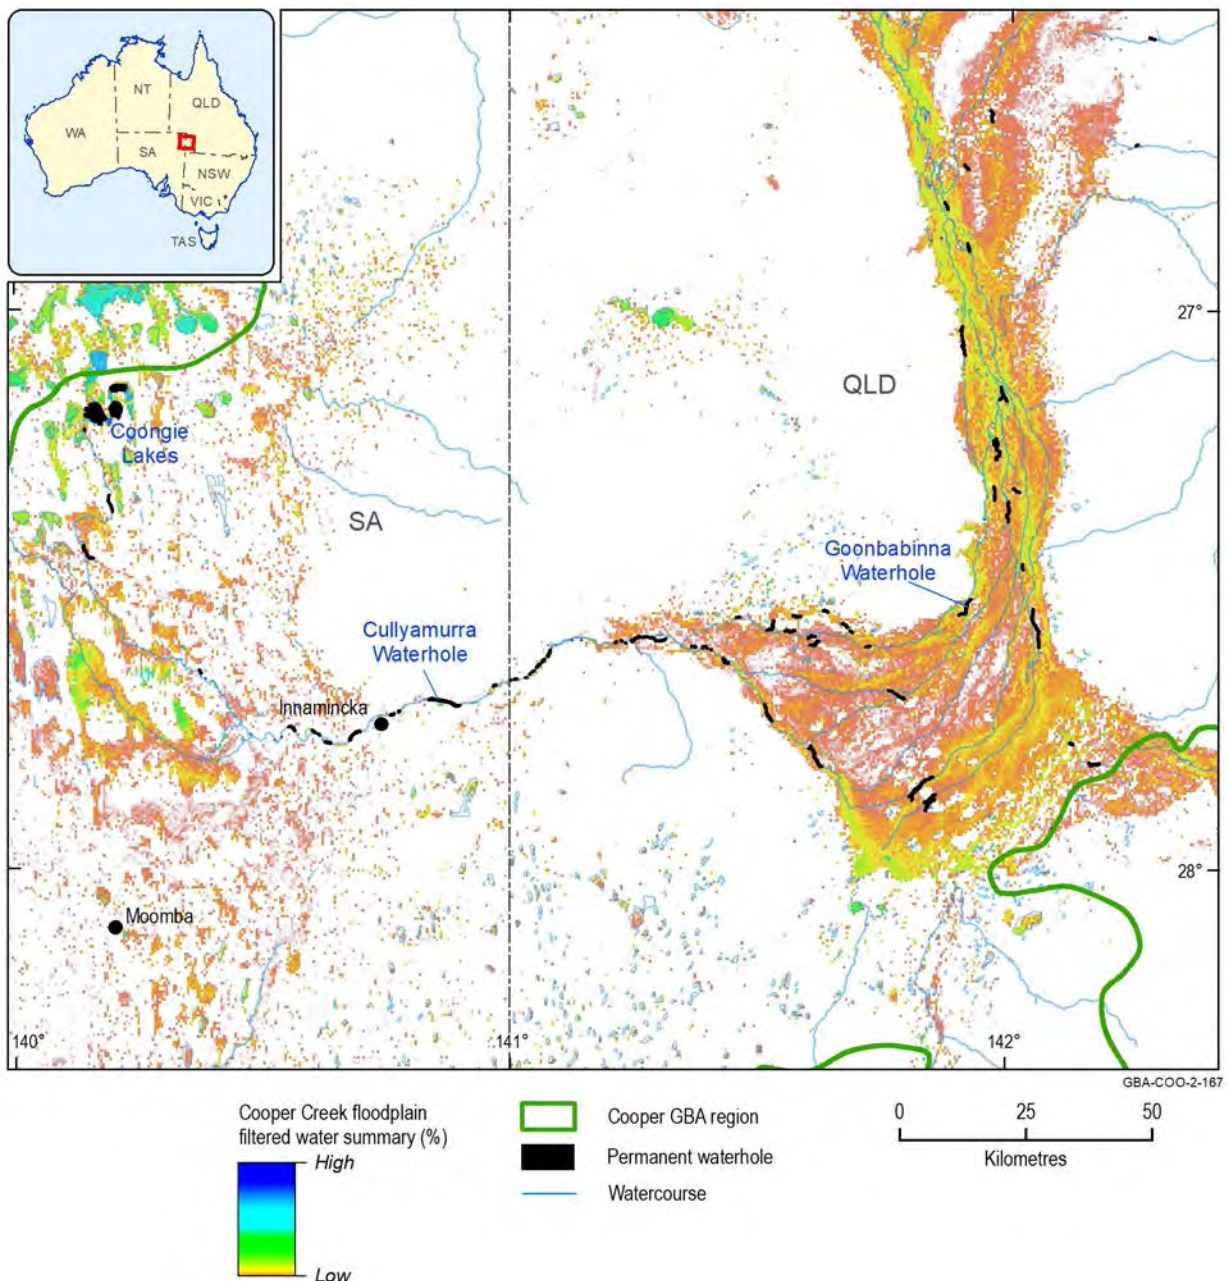 NT
QLD
WA
SA
NSW
VIC
TAS
27°
QLD
Coongie
Lakes
SA
Goonbabinna
Waterhole
Cullyamurra
Waterhole
Innamincka
28°
Moomba
140°
141°
142°
GBA-COO-2-167
Cooper Creek floodplain
filtered water summary (%)
High
Low
Cooper GBA region
Permanent waterhole
Watercourse
0 25 50
Kilometres